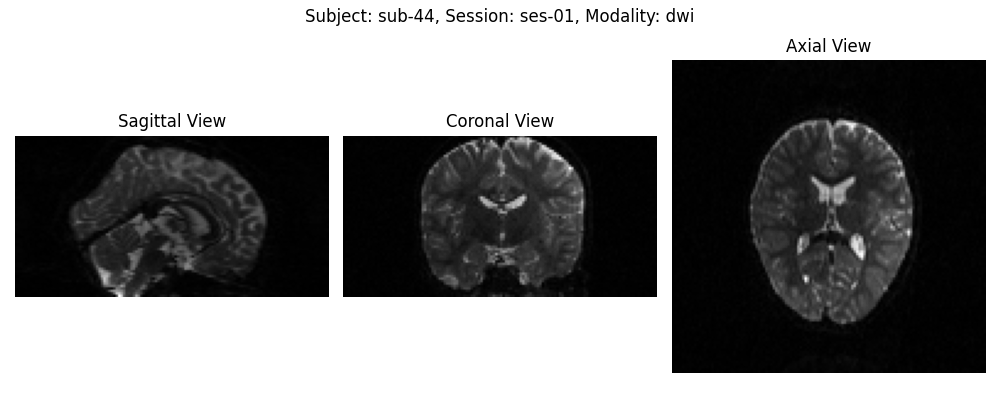 Subject: sub-44, Session: ses-01, Modality: dwi
Axial View
Sagittal View
Coronal View